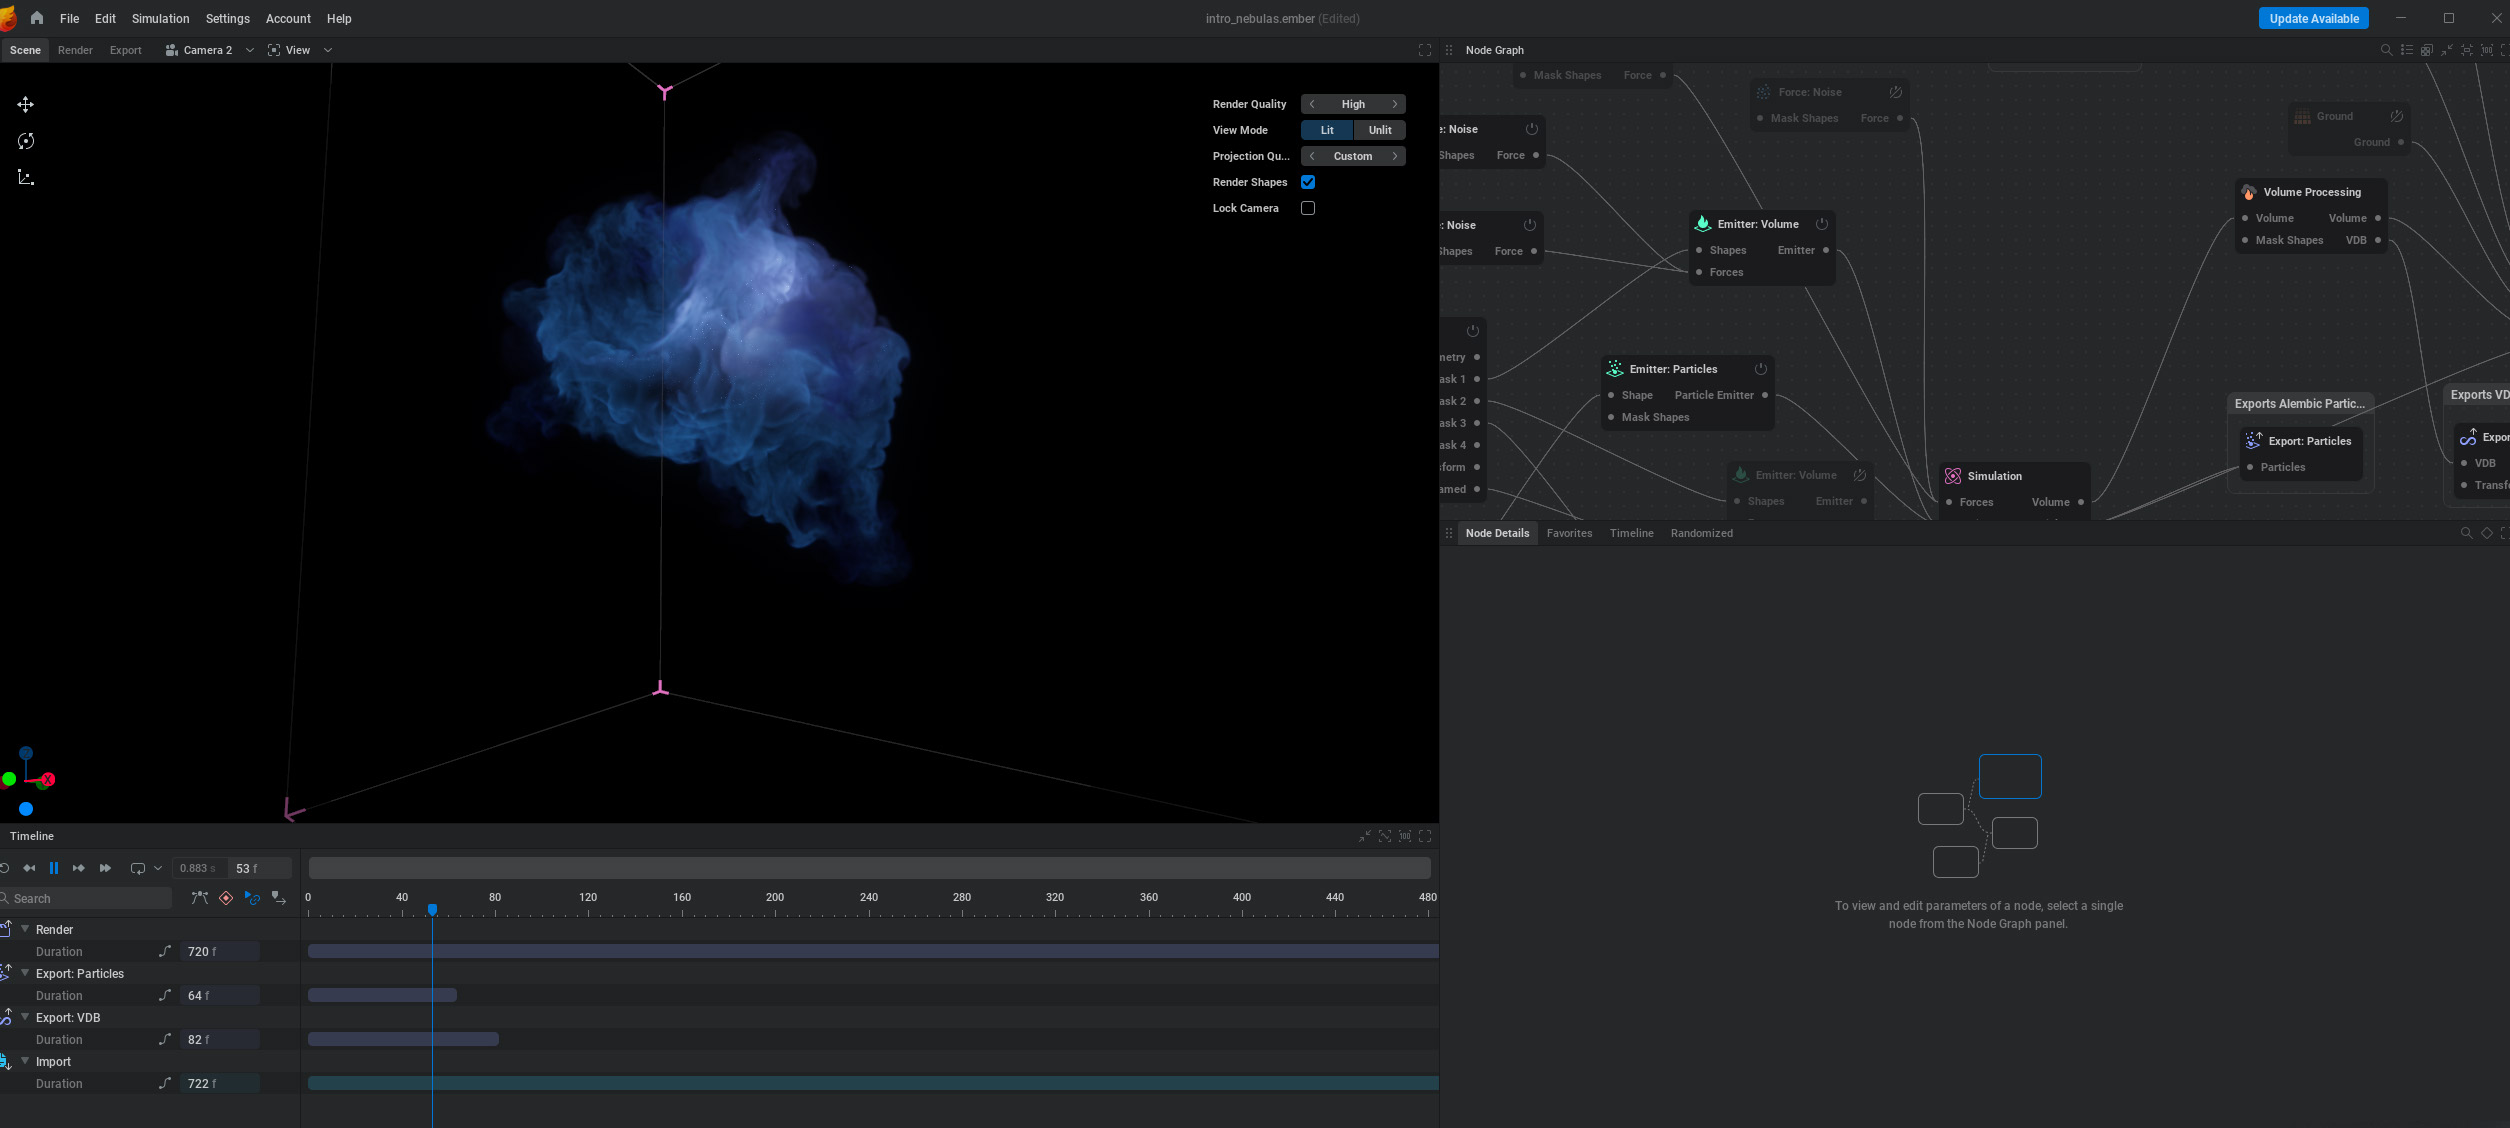 File Edit Simulation Settings Account Help
intro_nebulas.ember (Edited)
Update Available
Scene Render Export Camera 2 View
Render Quality High
View Mode Lit Unlit
Projection Qu... Custom
Render Shapes
Lock Camera
X
Node Graph
Mask Shapes Force
Force: Noise
Mask Shapes Force
e: Noise
Shapes Force
: Noise
Shapes Force
Emitter: Volume
Shapes Emitter
Forces
Ground
Ground
Volume Processing
Volume Volume
Mask Shapes VDB
metry
ask 1
ask 2
ask 3
ask 4
sform
amed
Emitter: Particles
Shape Particle Emitter
Mask Shapes
Emitter: Volume
Shapes Emitter
Simulation
Forces Volume
Exports Alembic Partic...
Export: Particles
Particles
Exports VD
Expor
VDB
Transfo
Node Details Favorites Timeline Randomized
To view and edit parameters of a node, select a single
node from the Node Graph panel.
Timeline
0.883 s 53 f
Search
0 40 80 120 160 200 240 280 320 360 400 440 480
Render
Duration 720 f
Export: Particles
Duration 64 f
Export: VDB
Duration 82 f
Import
Duration 722 f